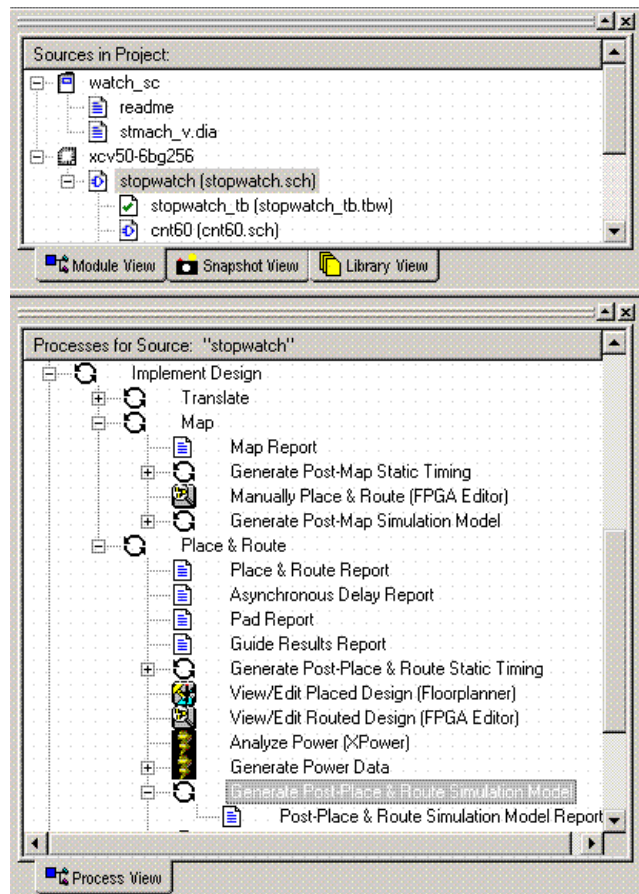 Sources in Project:
watch_sc
readme
stmach_v.dia
xcv50-6bg256
stopwatch (stopwatch.sch)
stopwatch_tb (stopwatch_tb.tbw)
cnt60 (cnt60.sch)
Module View Snapshot View Library View
Processes for Source: "stopwatch"
Implement Design
Translate
Map
Map Report
Generate Post-Map Static Timing
Manually Place & Route (FPGA Editor)
Generate Post-Map Simulation Model
Place & Route
Place & Route Report
Asynchronous Delay Report
Pad Report
Guide Results Report
Generate Post-Place & Route Static Timing
View/Edit Placed Design (Floorplanner)
View/Edit Routed Design (FPGA Editor)
Analyze Power (XPower)
Generate Power Data
Generate Post-Place & Route Simulation Model
Post-Place & Route Simulation Model Report
Process View